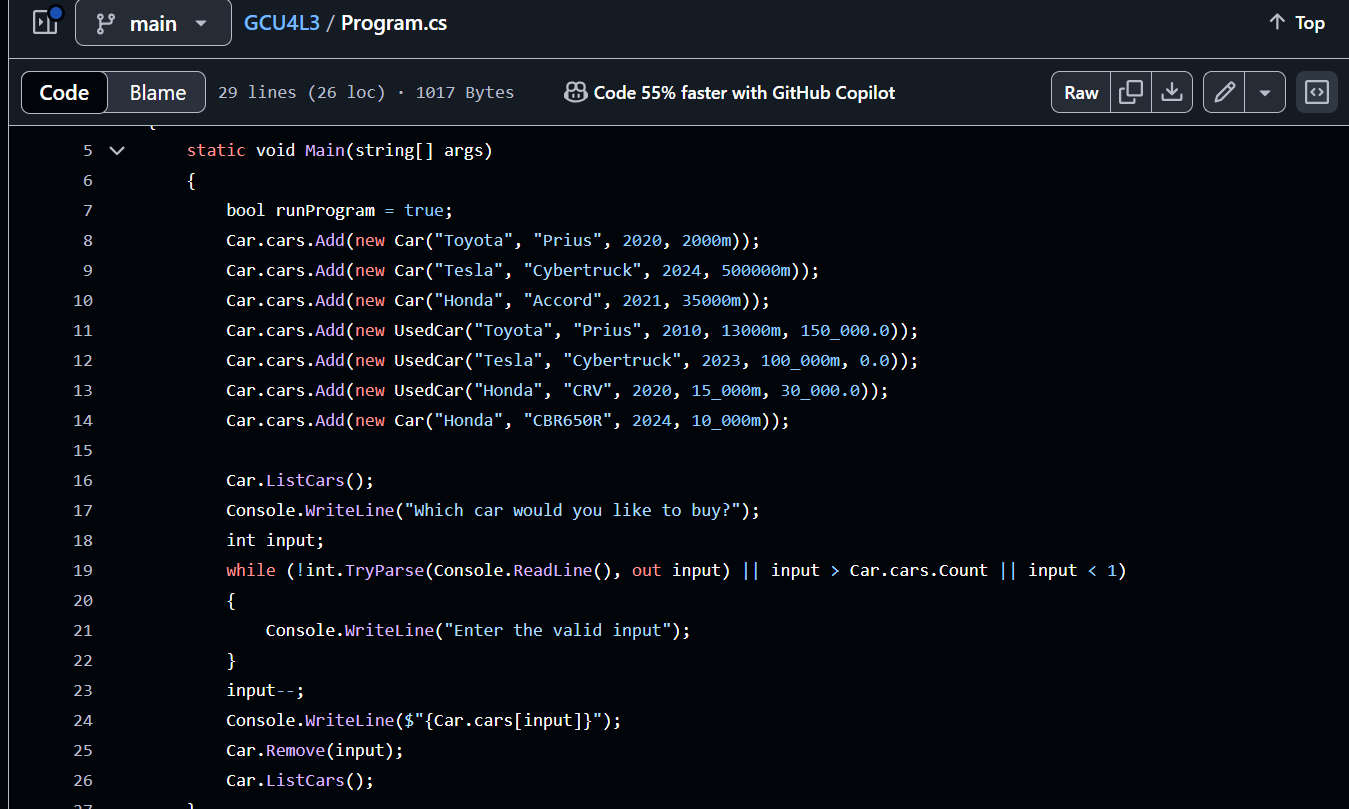 main
GCU4L3 / Program.cs
Top
Code Blame 29 lines (26 loc) · 1017 Bytes Code 55% faster with GitHub Copilot Raw
{
5 static void Main(string[] args)
6 {
7 bool runProgram = true;
8 Car.cars.Add(new Car("Toyota", "Prius", 2020, 2000m));
9 Car.cars.Add(new Car("Tesla", "Cybertruck", 2024, 500000m));
10 Car.cars.Add(new Car("Honda", "Accord", 2021, 35000m));
11 Car.cars.Add(new UsedCar("Toyota", "Prius", 2010, 13000m, 150_000.0));
12 Car.cars.Add(new UsedCar("Tesla", "Cybertruck", 2023, 100_000m, 0.0));
13 Car.cars.Add(new UsedCar("Honda", "CRV", 2020, 15_000m, 30_000.0));
14 Car.cars.Add(new Car("Honda", "CBR650R", 2024, 10_000m));
15
16 Car.ListCars();
17 Console.WriteLine("Which car would you like to buy?");
18 int input;
19 while (!int.TryParse(Console.ReadLine(), out input) || input > Car.cars.Count || input < 1)
20 {
21 Console.WriteLine("Enter the valid input");
22 }
23 input--;
24 Console.WriteLine($"{Car.cars[input]}");
25 Car.Remove(input);
26 Car.ListCars();
27 }